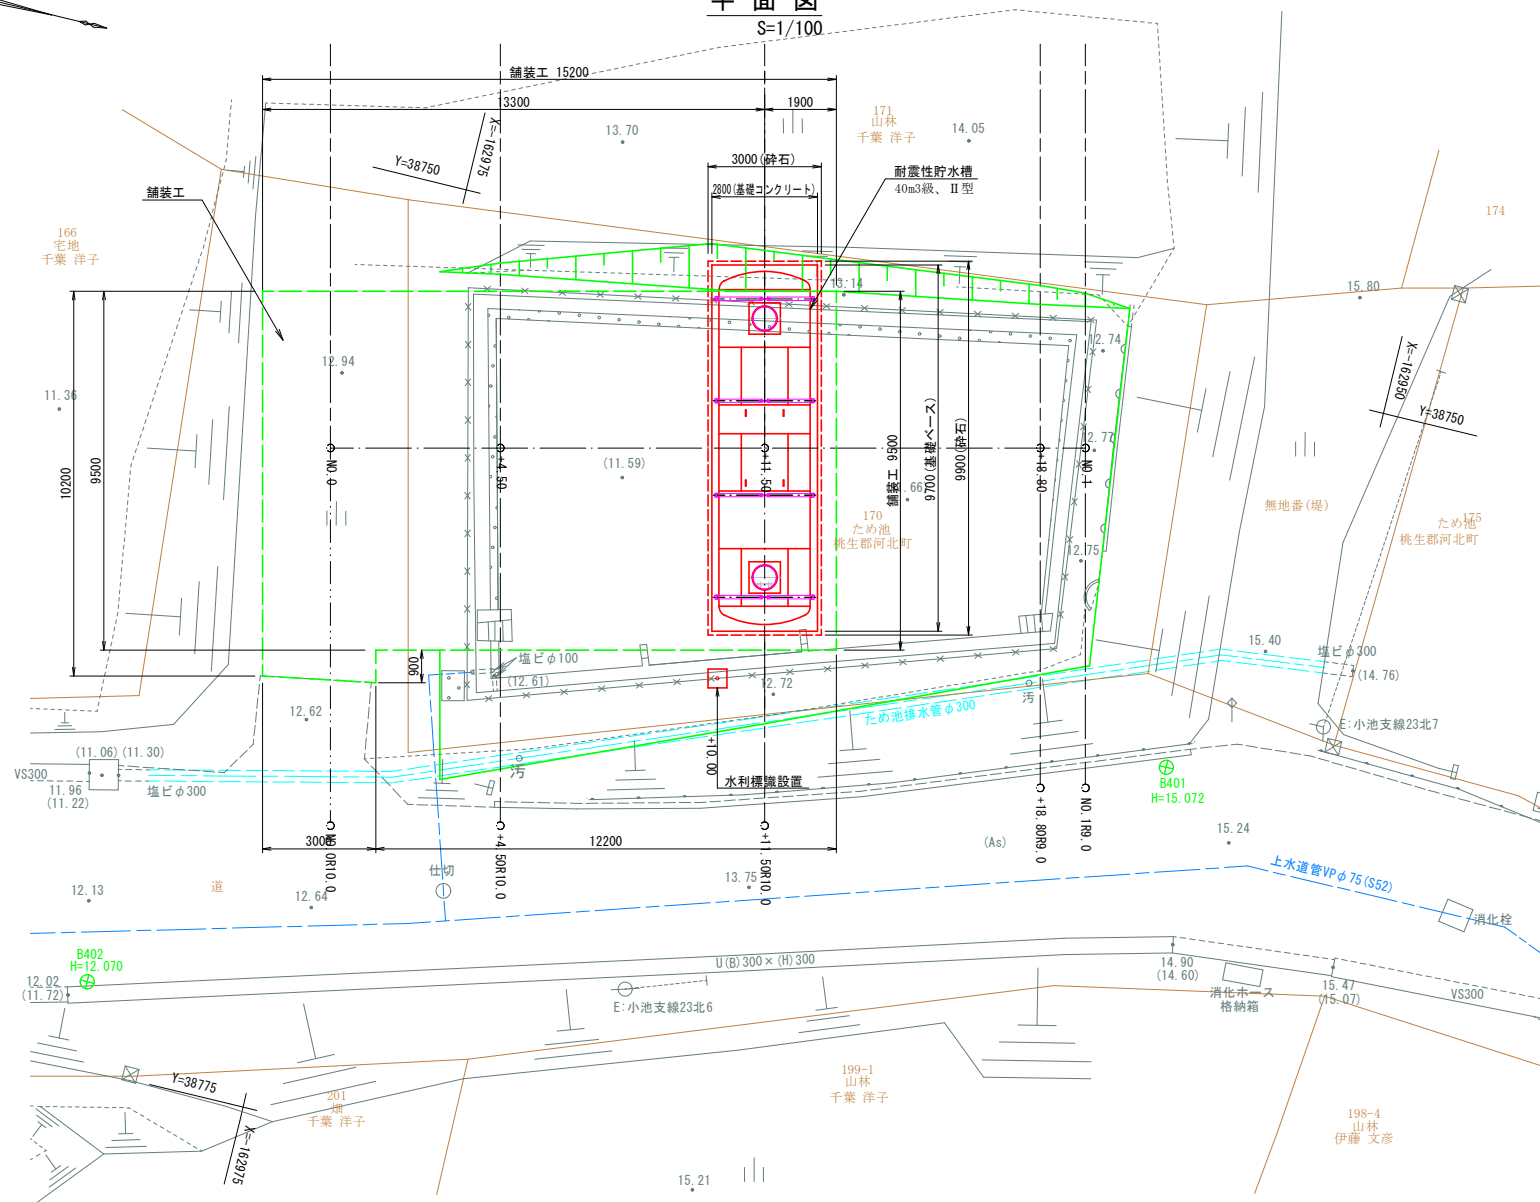 平 面 図
S=1/100
舗装工 15200
13300
1900
X=-162975
Y=38750
13.70
171
山林
千葉 洋子
14.05
3000(砕石)
2800(基礎コンクリート)
耐震性貯水槽
40m3級、Ⅱ型
舗装工
166
宅地
千葉 洋子
174
13.14
15.80
12.94
12.74
11.36
X=-162950
Y=38750
10200
9500
NO.0
+4.50
(11.59)
+11.50
舗装工 9500
6700(基礎ベース)
9900(砕石)
+18.80
NO.1
12.77
170
ため池
桃生郡河北町
無地番(堤)
175
ため池
桃生郡河北町
12.75
900
塩ビφ100
(12.61)
12.72
汚
15.40
塩ビφ300
(14.76)
12.62
ため池排水管φ300
E:小池支線23北7
(11.06)
(11.30)
VS300
11.96
(11.22)
塩ビφ300
汚
+10.00
水利標識設置
B401
H=15.072
3000
12200
NO.0R10.0
+4.50R10.0
+11.50R10.0
+18.80R9.0
NO.1R9.0
(As)
15.24
仕切
13.75
道
12.13
12.64
上水道管VPφ75(S52)
消化栓
B402
H=12.070
12.02
(11.72)
U(B)300×(H)300
14.90
(14.60)
消化ホース
格納箱
15.47
(15.07)
VS300
E:小池支線23北6
Y=38775
X=-162975
201
畑
千葉 洋子
199-1
山林
千葉 洋子
198-4
山林
伊藤 文彦
15.21